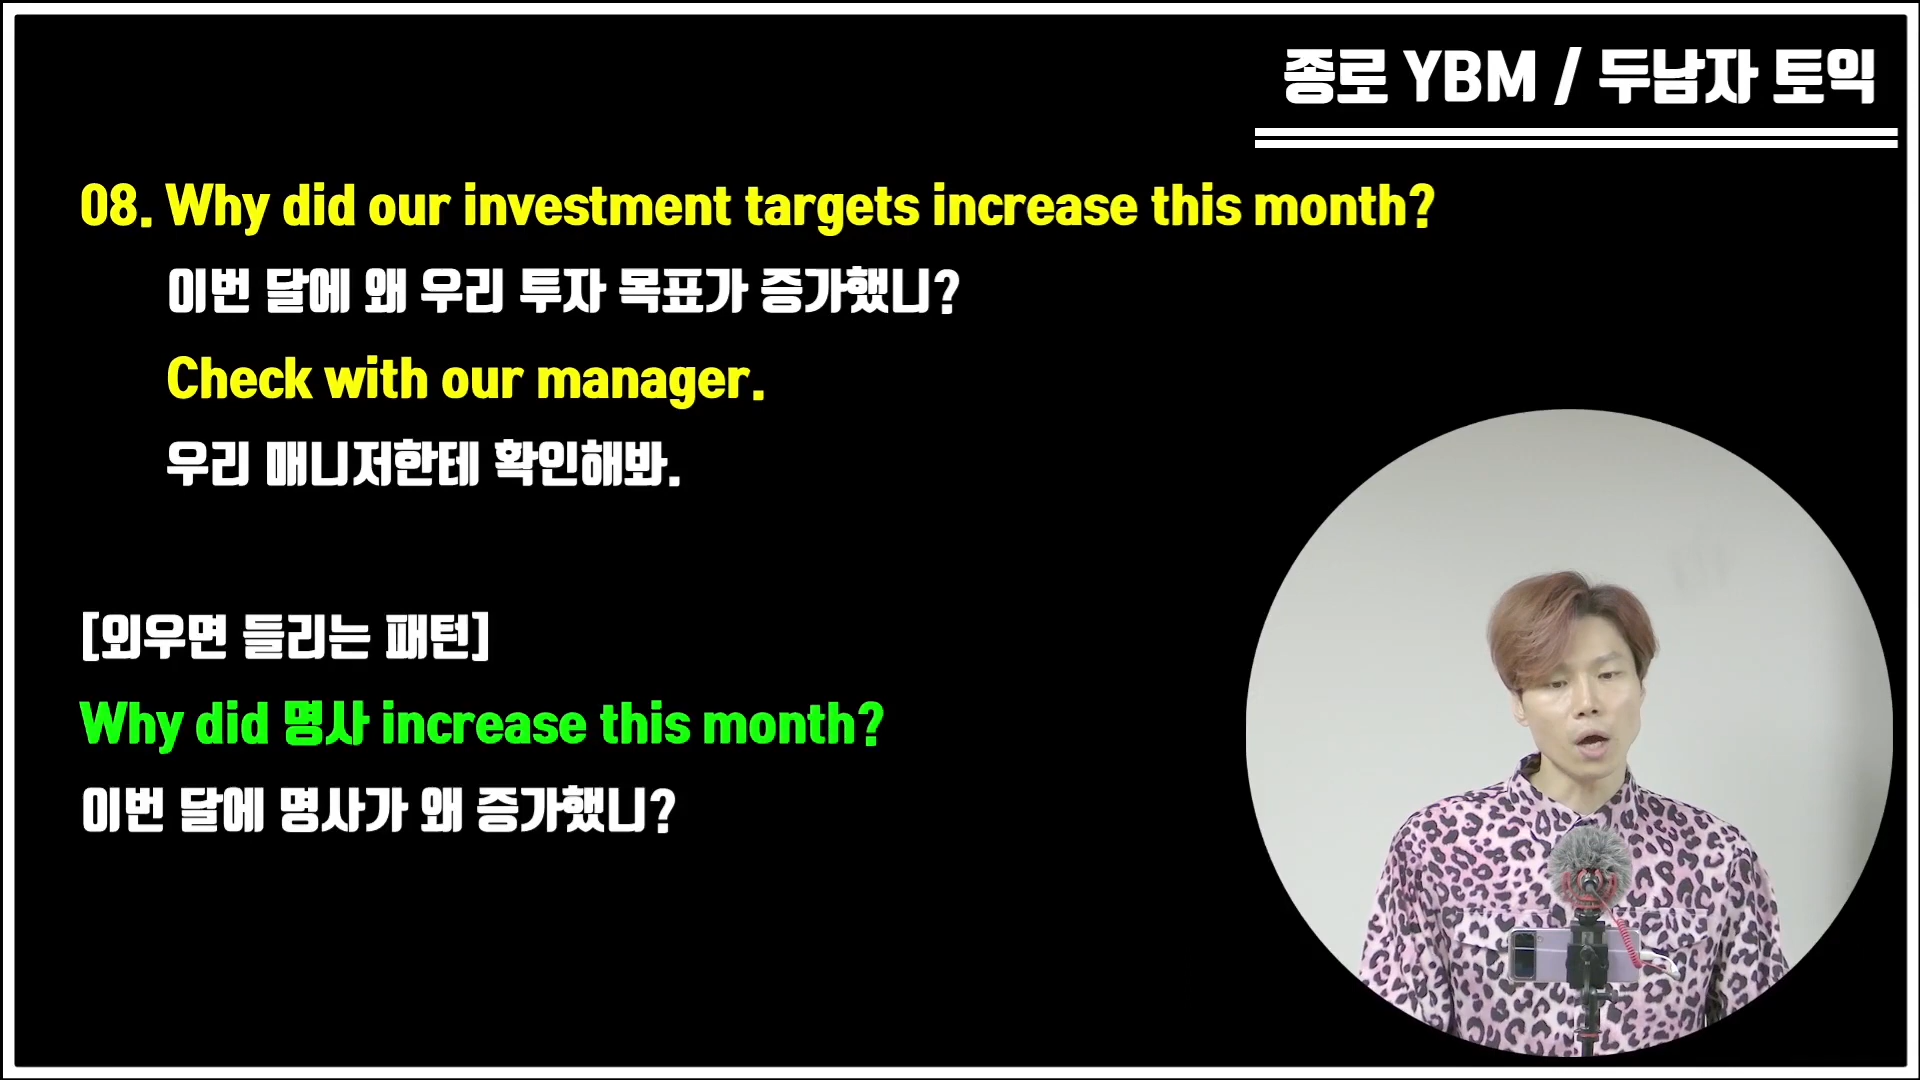 종로 YBM / 두남자 토익
08. Why did our investment targets increase this month?
이번 달에 왜 우리 투자 목표가 증가했니?
Check with our manager.
우리 매니저한테 확인해봐.
[외우면 들리는 패턴]
Why did 명사 increase this month?
이번 달에 명사가 왜 증가했니?